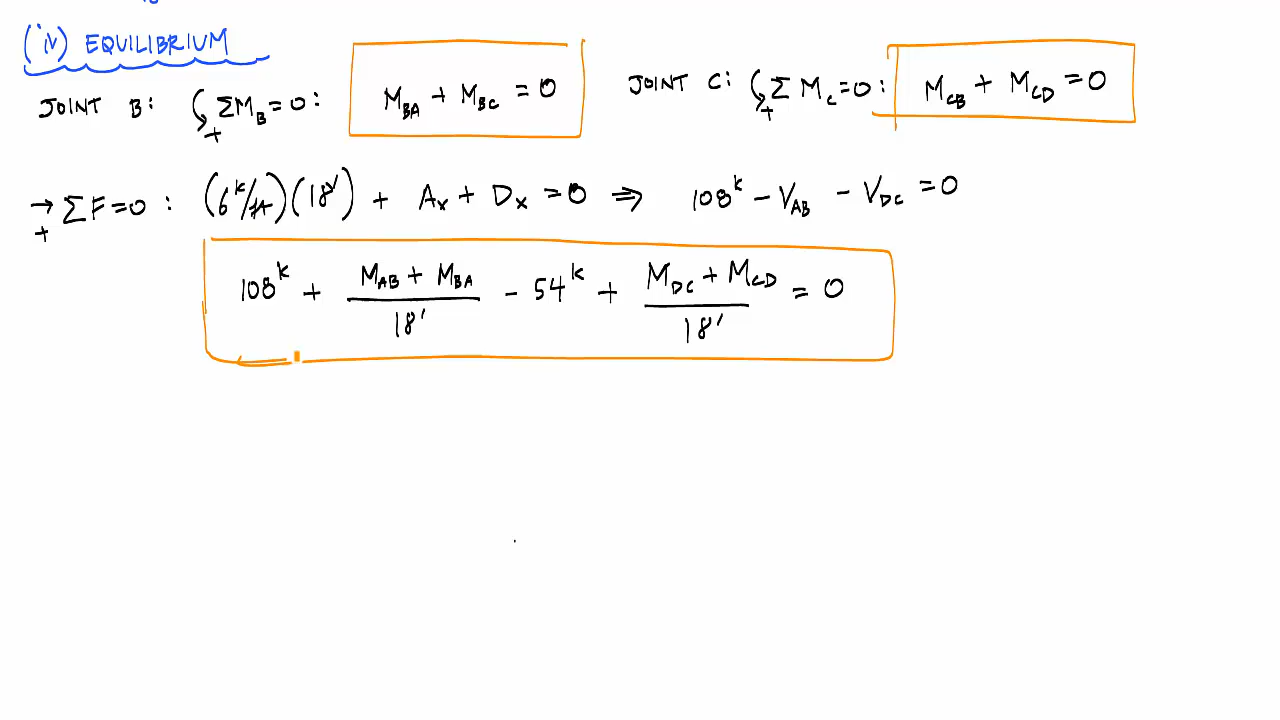 (iv) EQUILIBRIUM
JOINT B: ⤹+ ΣM_B = 0: M_BA + M_BC = 0 JOINT C: ⤹+ ΣM_C = 0: M_CB + M_CD = 0
→+ ΣF = 0: (6 k/ft)(18') + A_x + D_x = 0 ⇒ 108^k - V_AB - V_DC = 0
108^k + (M_AB + M_BA)/18' - 54^k + (M_DC + M_CD)/18' = 0